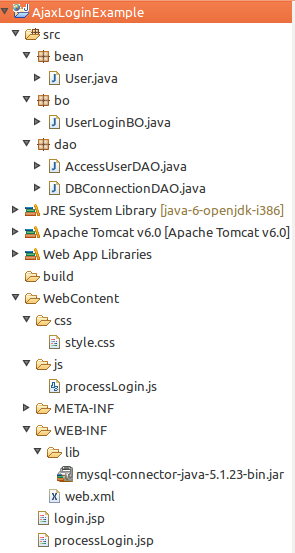 AjaxLoginExample
src
bean
User.java
bo
UserLoginBO.java
dao
AccessUserDAO.java
DBConnectionDAO.java
JRE System Library [java-6-openjdk-i386]
Apache Tomcat v6.0 [Apache Tomcat v6.0]
Web App Libraries
build
WebContent
css
style.css
js
processLogin.js
META-INF
WEB-INF
lib
mysql-connector-java-5.1.23-bin.jar
web.xml
login.jsp
processLogin.jsp